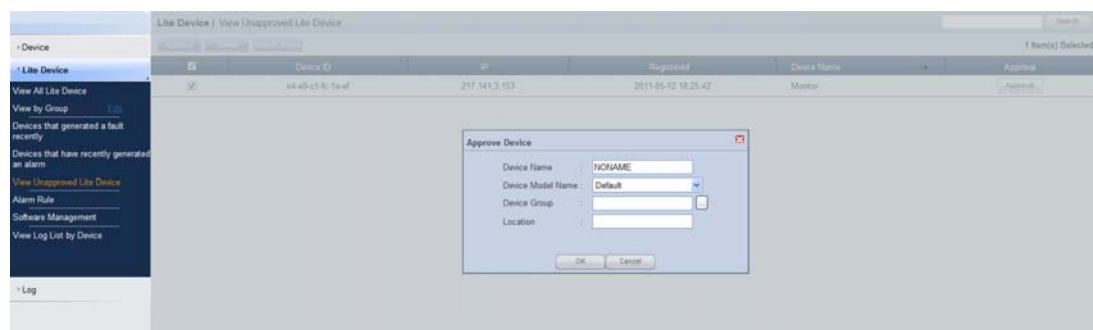 Lite Device | View Unapproved Lite Device
Search
Device
Approve Delete
1 Item(s) Selected
Lite Device
Device ID IP Registered Device Name Approval
217.141.3.153 2011-05-12 18:25:42 Monitor Approval
View All Lite Device
View by Group Edit
Devices that generated a fault
recently
Devices that have recently generated
an alarm
View Unapproved Lite Device
Alarm Rule
Software Management
View Log List by Device
Log
Approve Device
Device Name : NONAME
Device Model Name : Default
Device Group : ...
Location :
OK Cancel